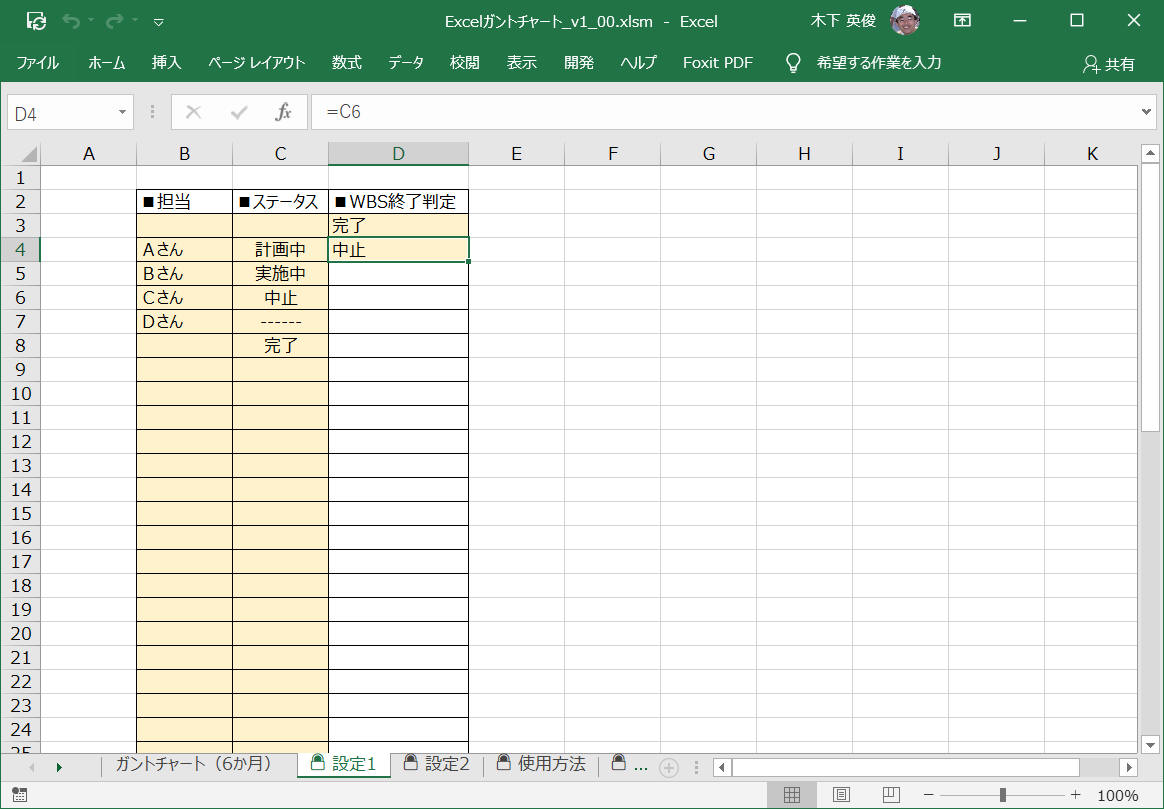 Excelガントチャート_v1_00.xlsm - Excel 木下 英俊
ファイル ホーム 挿入 ページ レイアウト 数式 データ 校閲 表示 開発 ヘルプ Foxit PDF 希望する作業を入力 共有
D4 fx =C6
A B C D E F G H I J K
1
2 ■担当 ■ステータス ■WBS終了判定
3 完了
4 Aさん 計画中 中止
5 Bさん 実施中
6 Cさん 中止
7 Dさん ------
8 完了
9
10
11
12
13
14
15
16
17
18
19
20
21
22
23
24
25
ガントチャート（6か月） 設定1 設定2 使用方法 ...
100%